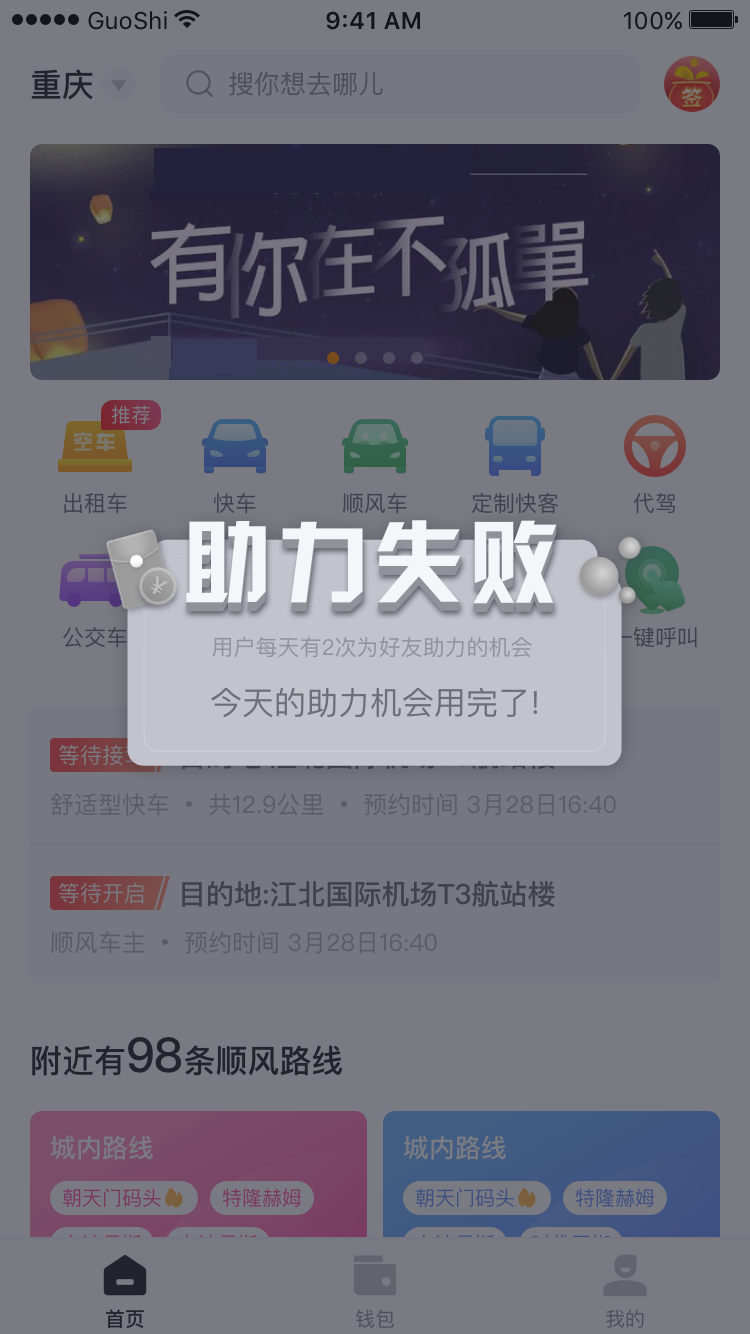 GuoShi 9:41 AM 100%
重庆 搜你想去哪儿 签
有你在不孤單
推荐
空车
出租车 快车 顺风车 定制快客 代驾
助力失败
公交车 一键呼叫
用户每天有2次为好友助力的机会
今天的助力机会用完了!
等待接
舒适型快车 • 共12.9公里 • 预约时间 3月28日16:40
等待开启 目的地:江北国际机场T3航站楼
顺风车主 • 预约时间 3月28日16:40
附近有98条顺风路线
城内路线 城内路线
朝天门码头 特隆赫姆 朝天门码头 特隆赫姆
首页 钱包 我的